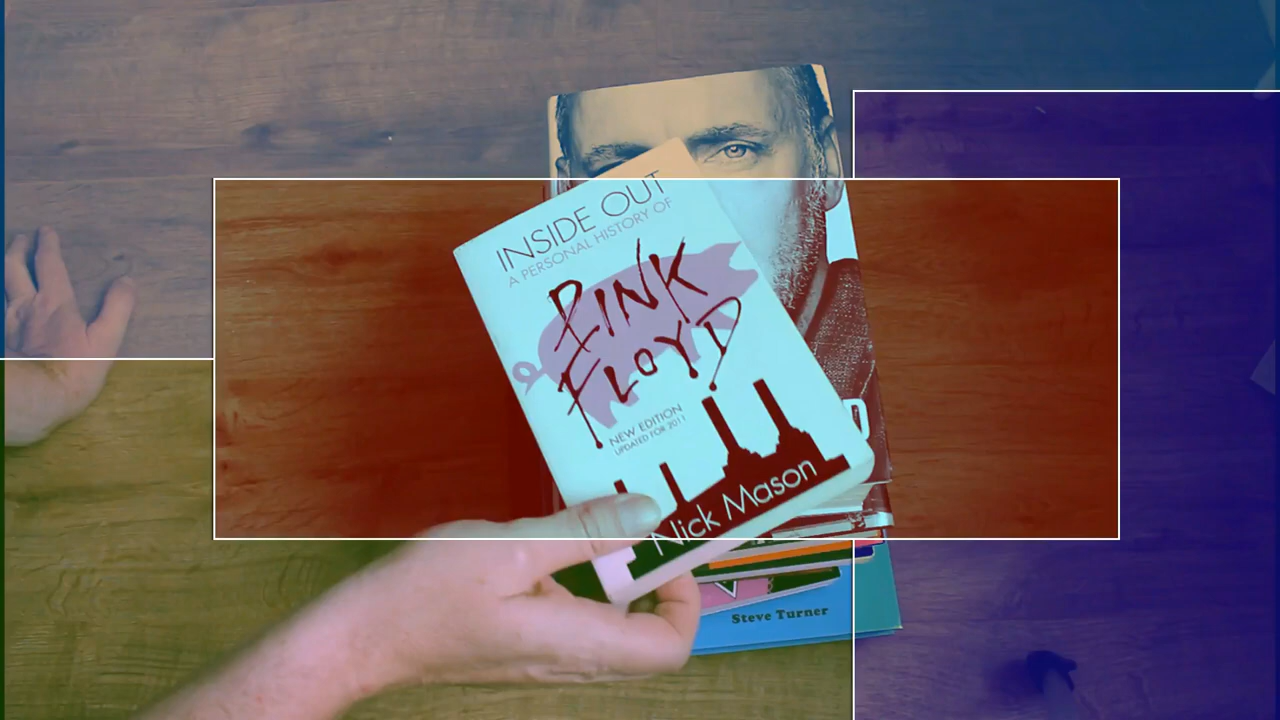 INSIDE OUT
A PERSONAL HISTORY OF
PINK
FLOYD
NEW EDITION
UPDATED FOR 2011
Nick Mason
Steve Turner